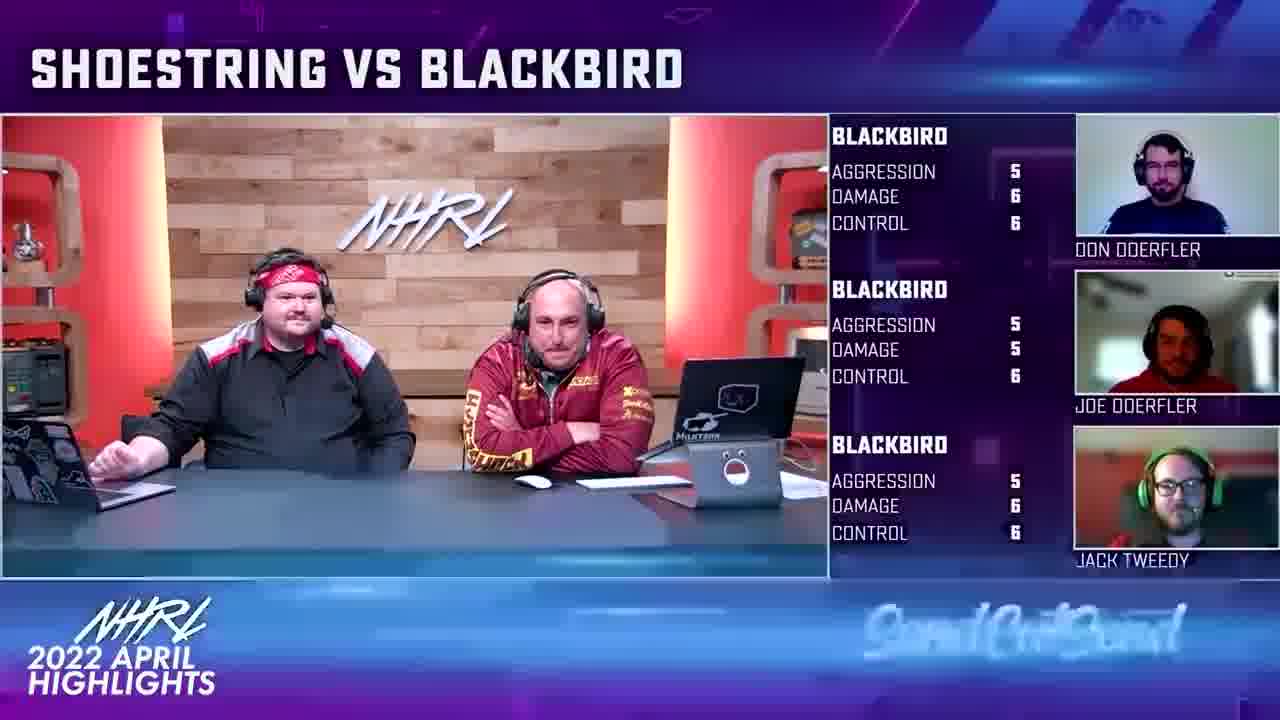 SHOESTRING VS BLACKBIRD
NHRL
BLACKBIRD
AGGRESSION 5
DAMAGE 6
CONTROL 6
DON DOERFLER
BLACKBIRD
AGGRESSION 5
DAMAGE 5
CONTROL 6
JOE DOERFLER
BLACKBIRD
AGGRESSION 5
DAMAGE 6
CONTROL 6
JACK TWEEDY
NHRL
2022 APRIL
HIGHLIGHTS